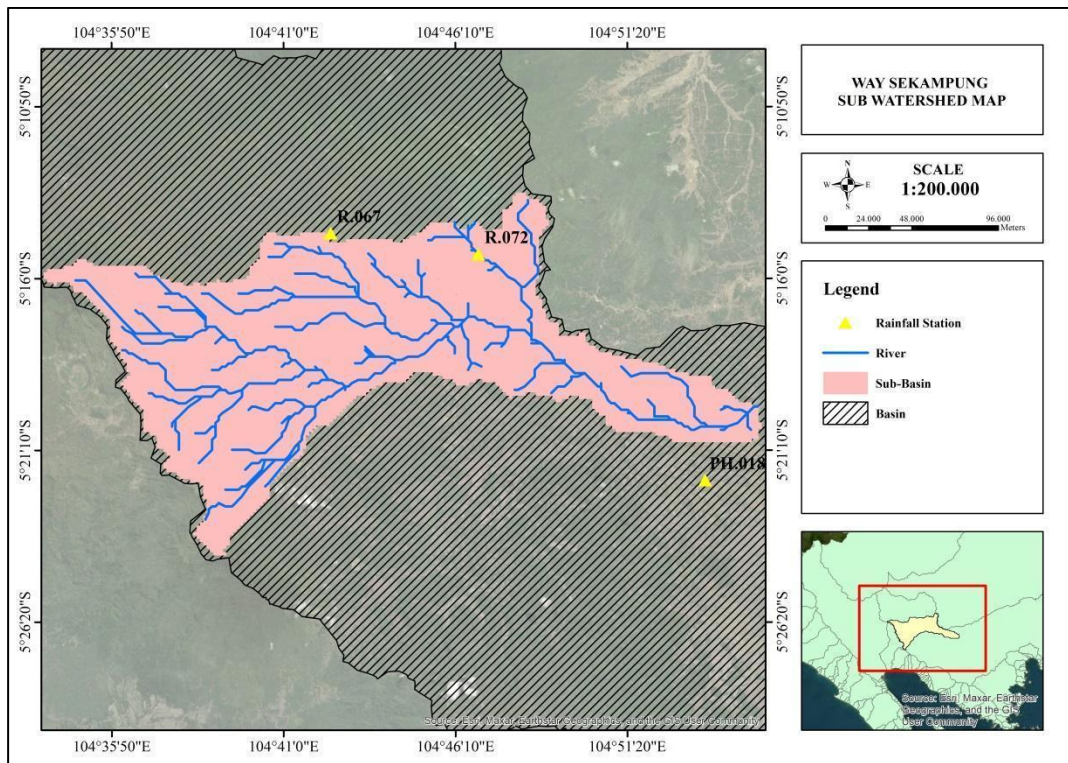 104°35'50"E 104°41'0"E 104°46'10"E 104°51'20"E
5°10'50"S 5°10'50"S
5°16'0"S 5°16'0"S
5°21'10"S 5°21'10"S
5°26'20"S 5°26'20"S
R.067
R.072
PH.018
Source: Esri, Maxar, Earthstar Geographics, and the GIS User Community
104°35'50"E 104°41'0"E 104°46'10"E 104°51'20"E
WAY SEKAMPUNG
SUB WATERSHED MAP
N
W E
S
SCALE
1:200.000
0 24.000 48.000 96.000
Meters
Legend
Rainfall Station
River
Sub-Basin
Basin
Source: Esri, Maxar, Earthstar
Geographics, and the GIS
User Community